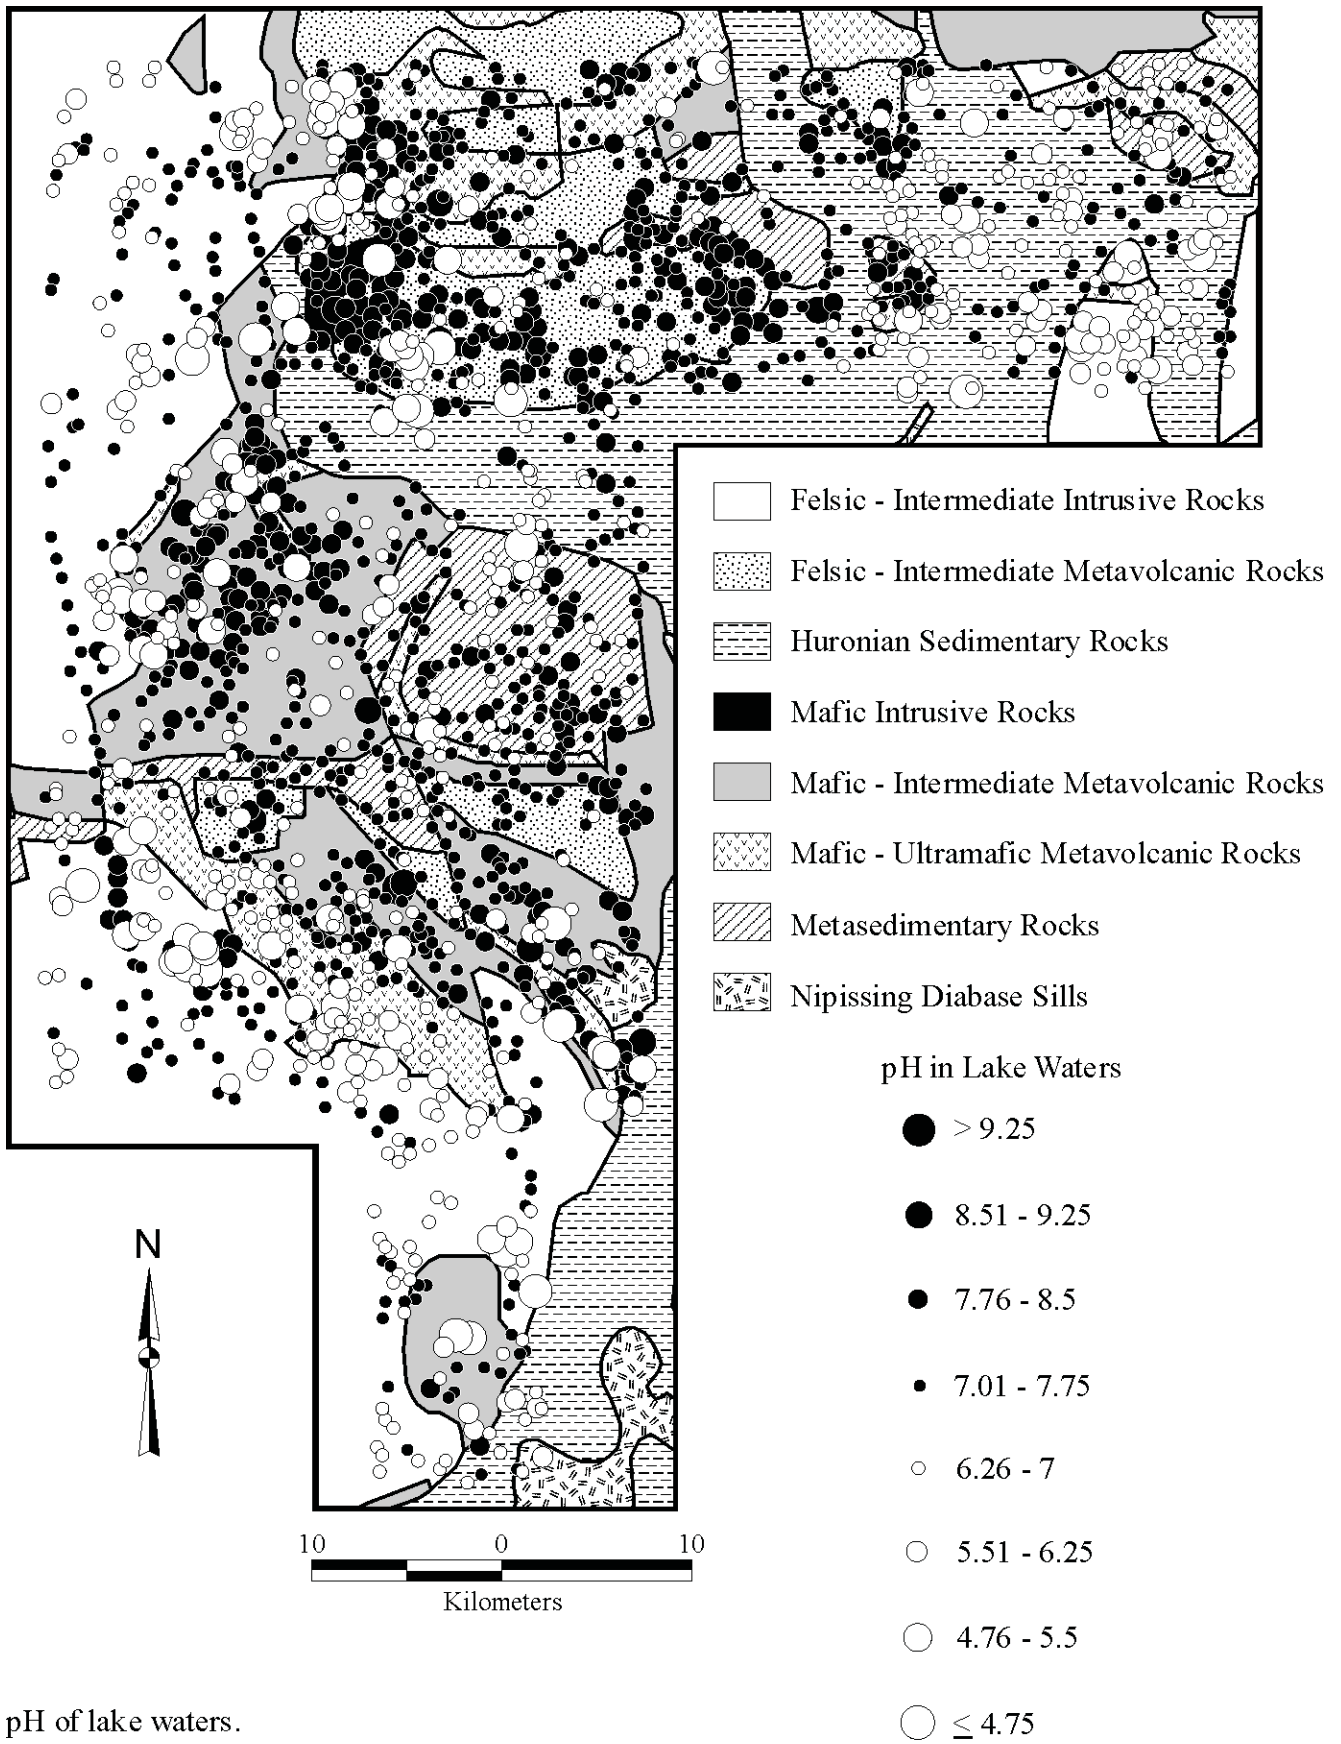 Felsic - Intermediate Intrusive Rocks
Felsic - Intermediate Metavolcanic Rocks
Huronian Sedimentary Rocks
Mafic Intrusive Rocks
Mafic - Intermediate Metavolcanic Rocks
Mafic - Ultramafic Metavolcanic Rocks
Metasedimentary Rocks
Nipissing Diabase Sills
pH in Lake Waters
> 9.25
8.51 - 9.25
7.76 - 8.5
7.01 - 7.75
6.26 - 7
5.51 - 6.25
4.76 - 5.5
≤ 4.75
N
10 0 10
Kilometers
pH of lake waters.